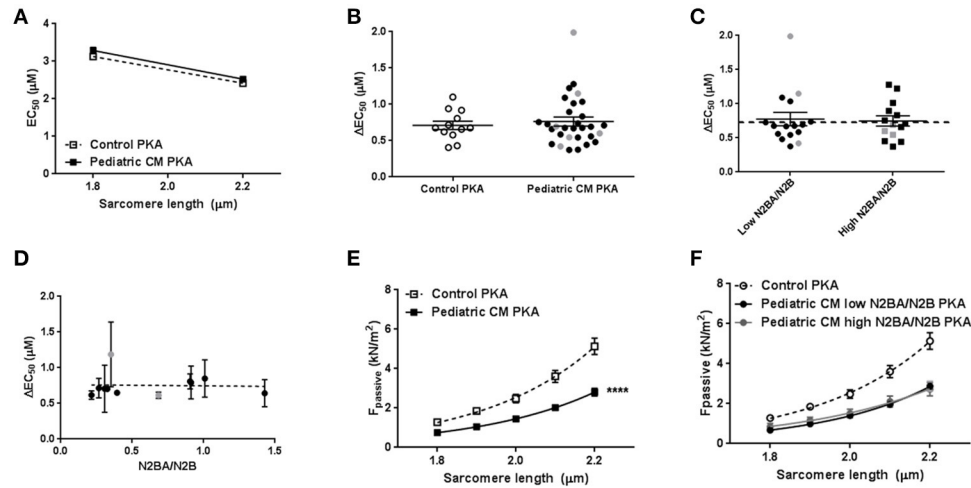 A
EC50 (µM)
4
3
2
1
0
Control PKA
Pediatric CM PKA
1.8
2.0
2.2
Sarcomere length (µm)
B
ΔEC50 (µM)
2.0
1.5
1.0
0.5
0.0
Control PKA
Pediatric CM PKA
C
ΔEC50 (µM)
2.0
1.5
1.0
0.5
0.0
Low N2BA/N2B
High N2BA/N2B
D
ΔEC50 (µM)
2.0
1.5
1.0
0.5
0.0
0.0
0.5
1.0
1.5
N2BA/N2B
E
Control PKA
Pediatric CM PKA
Fpassive (kN/m2)
8
6
4
2
0
****
1.8
2.0
2.2
Sarcomere length (µm)
F
Control PKA
Pediatric CM low N2BA/N2B PKA
Pediatric CM high N2BA/N2B PKA
Fpassive (kN/m2)
8
6
4
2
0
1.8
2.0
2.2
Sarcomere length (µm)